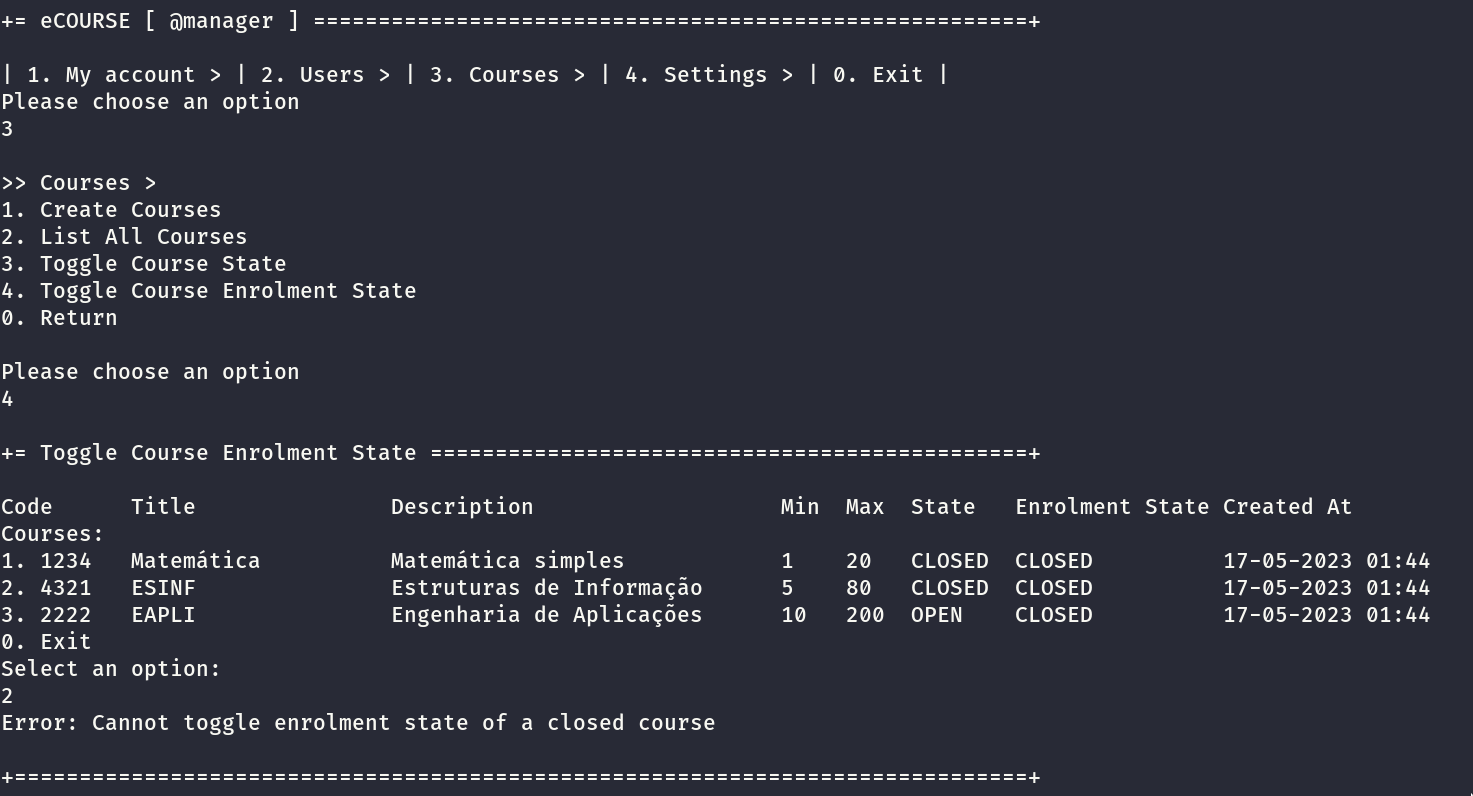 += eCOURSE [ @manager ] =======================================================+
| 1. My account > | 2. Users > | 3. Courses > | 4. Settings > | 0. Exit |
Please choose an option
3
>> Courses >
1. Create Courses
2. List All Courses
3. Toggle Course State
4. Toggle Course Enrolment State
0. Return
Please choose an option
4
+= Toggle Course Enrolment State ==============================================+
Code      Title               Description                   Min  Max  State   Enrolment State Created At
Courses:
1. 1234   Matemática          Matemática simples            1    20   CLOSED  CLOSED          17-05-2023 01:44
2. 4321   ESINF               Estruturas de Informação      5    80   CLOSED  CLOSED          17-05-2023 01:44
3. 2222   EAPLI               Engenharia de Aplicações      10   200  OPEN    CLOSED          17-05-2023 01:44
0. Exit
Select an option:
2
Error: Cannot toggle enrolment state of a closed course
+==============================================================================+